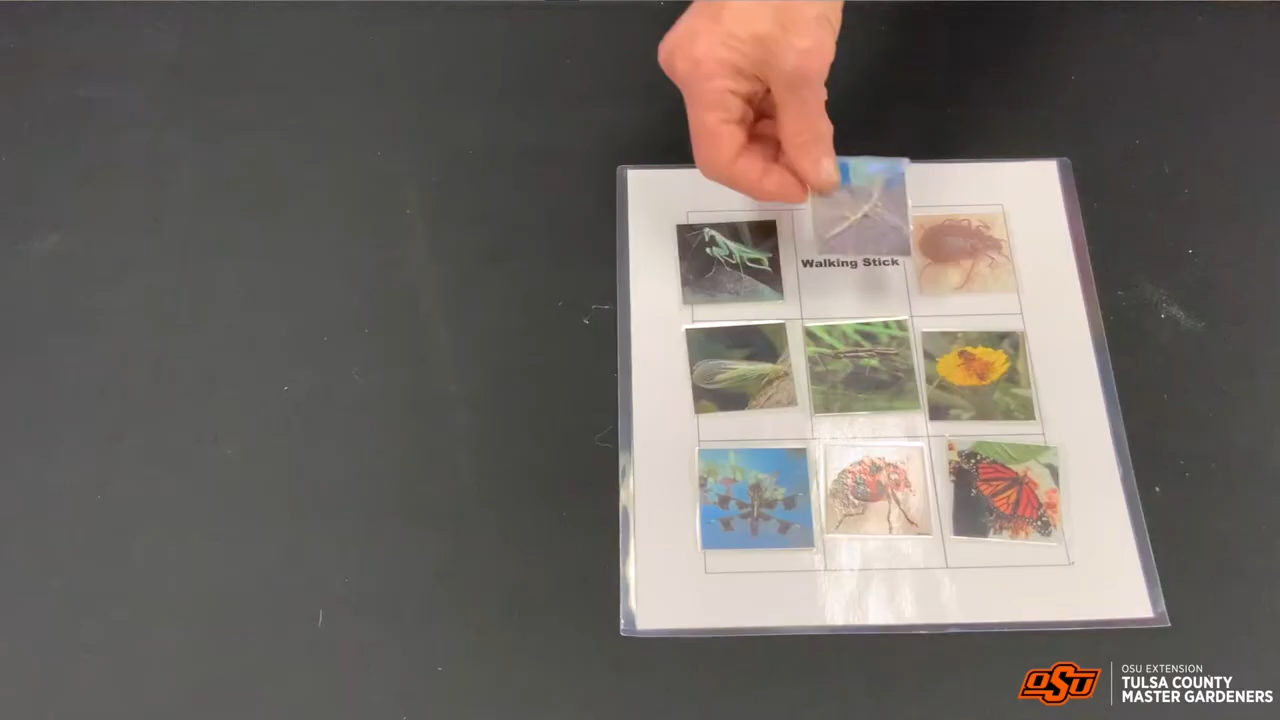 Walking Stick
OSU
OSU EXTENSION
TULSA COUNTY
MASTER GARDENERS